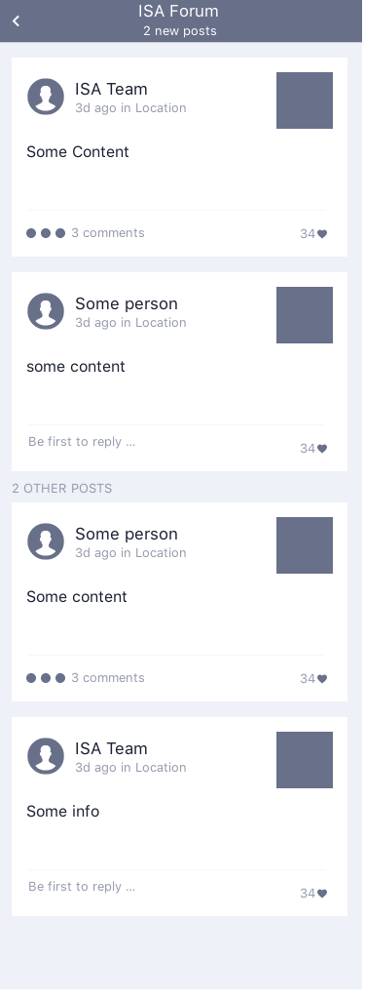 ISA Forum
2 new posts
ISA Team
3d ago in Location
Some Content
3 comments
34
Some person
3d ago in Location
some content
Be first to reply ...
34
2 OTHER POSTS
Some person
3d ago in Location
Some content
3 comments
34
ISA Team
3d ago in Location
Some info
Be first to reply ...
34